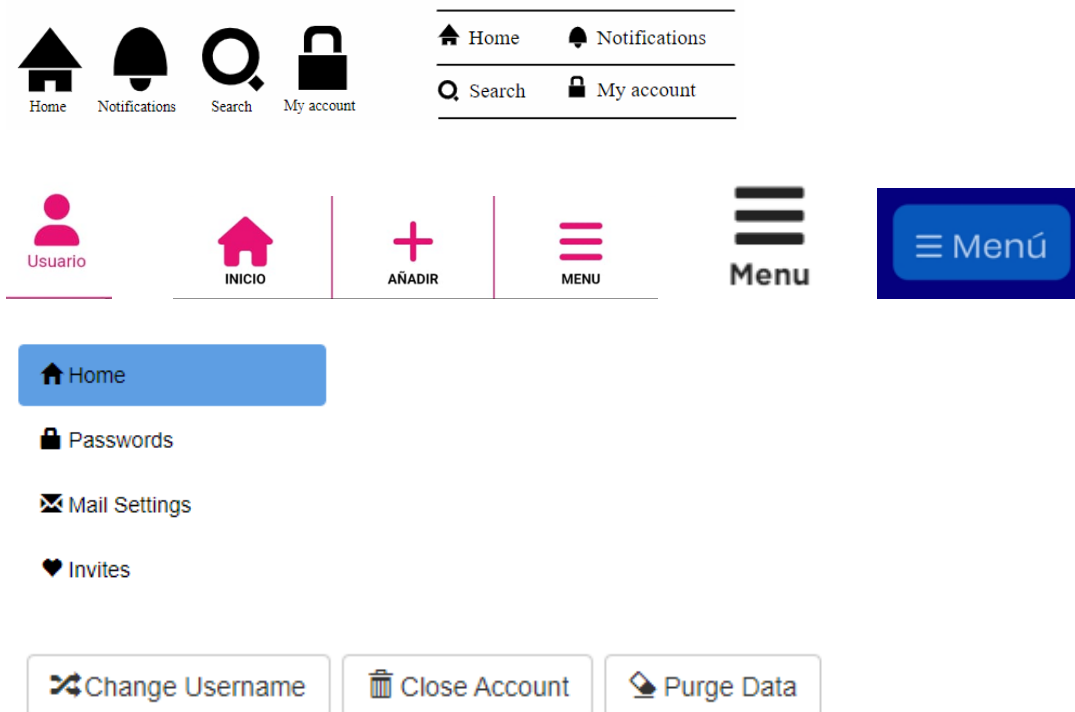 Home Notifications Search My account
Home Notifications
Search My account
Usuario
INICIO AÑADIR MENU
Menu
Menú
Home
Passwords
Mail Settings
Invites
Change Username Close Account Purge Data